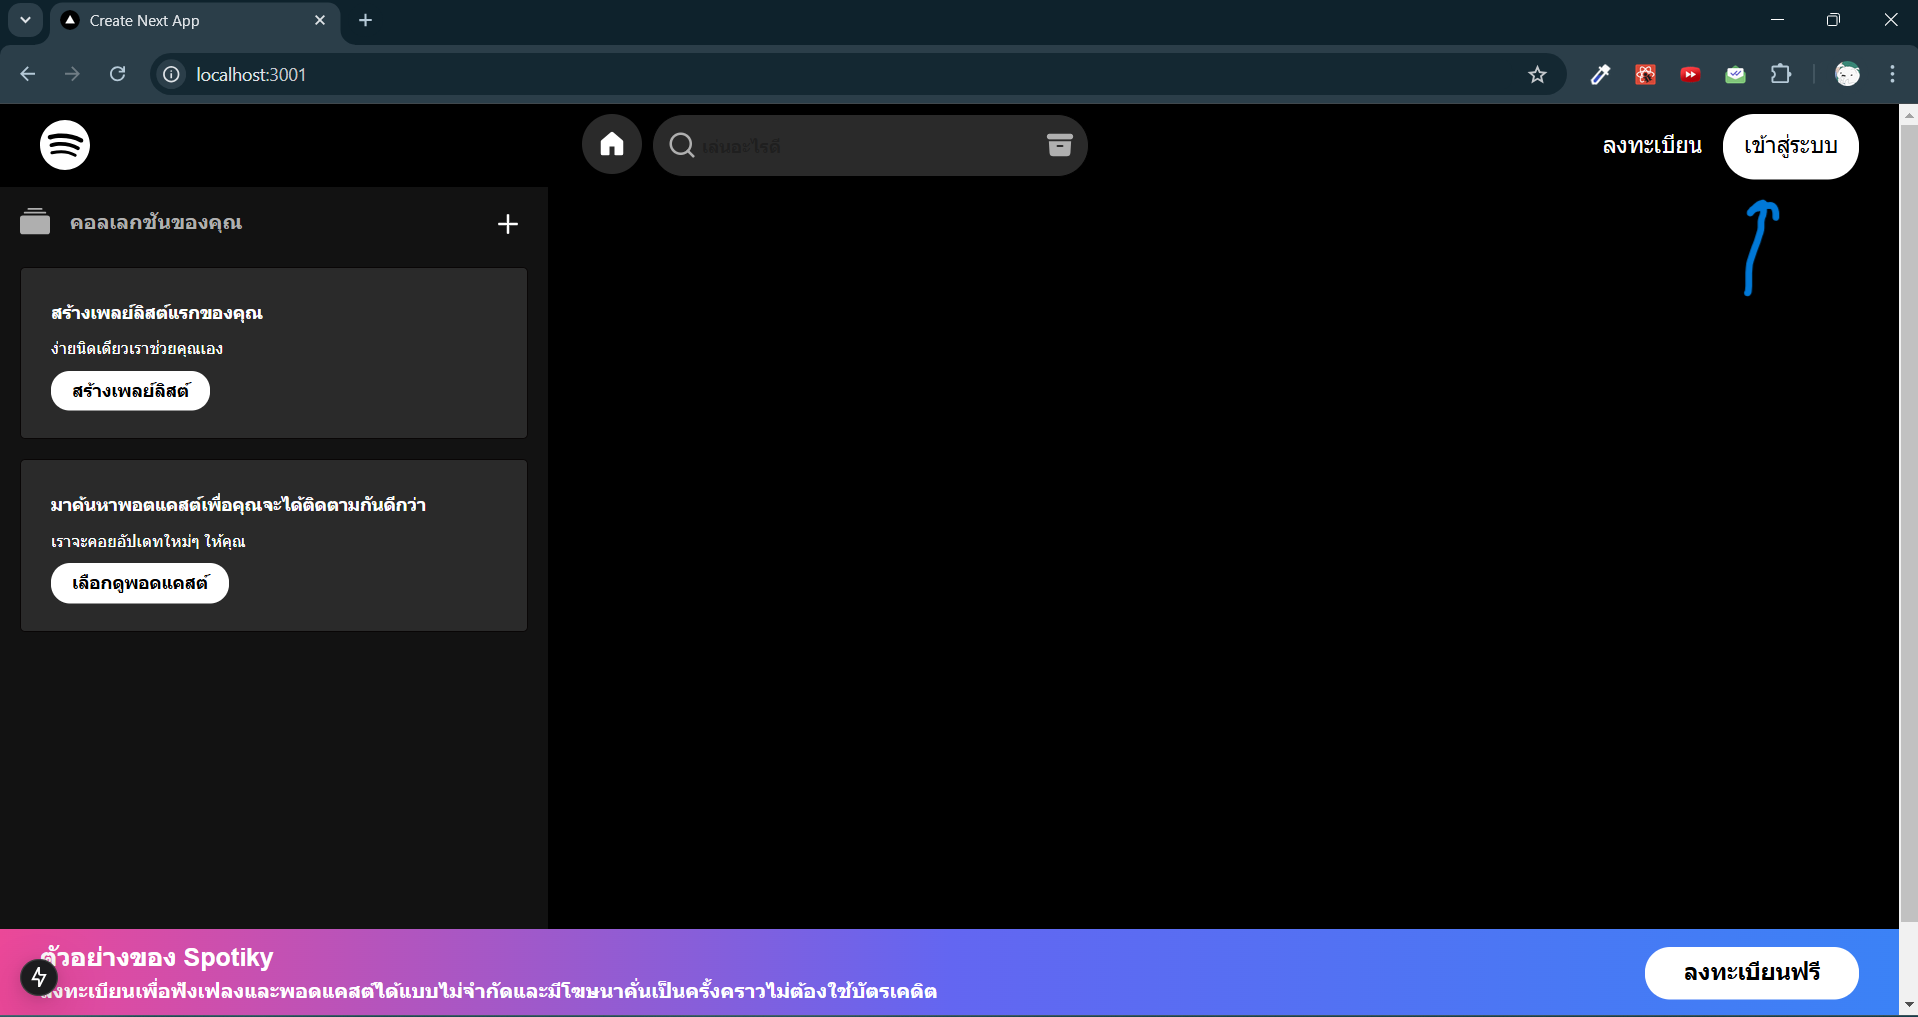 Create Next App
localhost:3001
เล่นอะไรดี
ลงทะเบียน
เข้าสู่ระบบ
คอลเลกชันของคุณ
สร้างเพลย์ลิสต์แรกของคุณ
ง่ายนิดเดียวเราช่วยคุณเอง
สร้างเพลย์ลิสต์
มาค้นหาพอตแคสต์เพื่อคุณจะได้ติดตามกันดีกว่า
เราจะคอยอัปเดทใหม่ๆ ให้คุณ
เลือกดูพอดแคสต์
ตัวอย่างของ Spotiky
ลงทะเบียนเพื่อฟังเฟลงและพอดแคสต์ได้แบบไม่จำกัดและมีโฆษนาคั่นเป็นครั้งคราวไม่ต้องใช้บัตรเคดิต
ลงทะเบียนฟรี